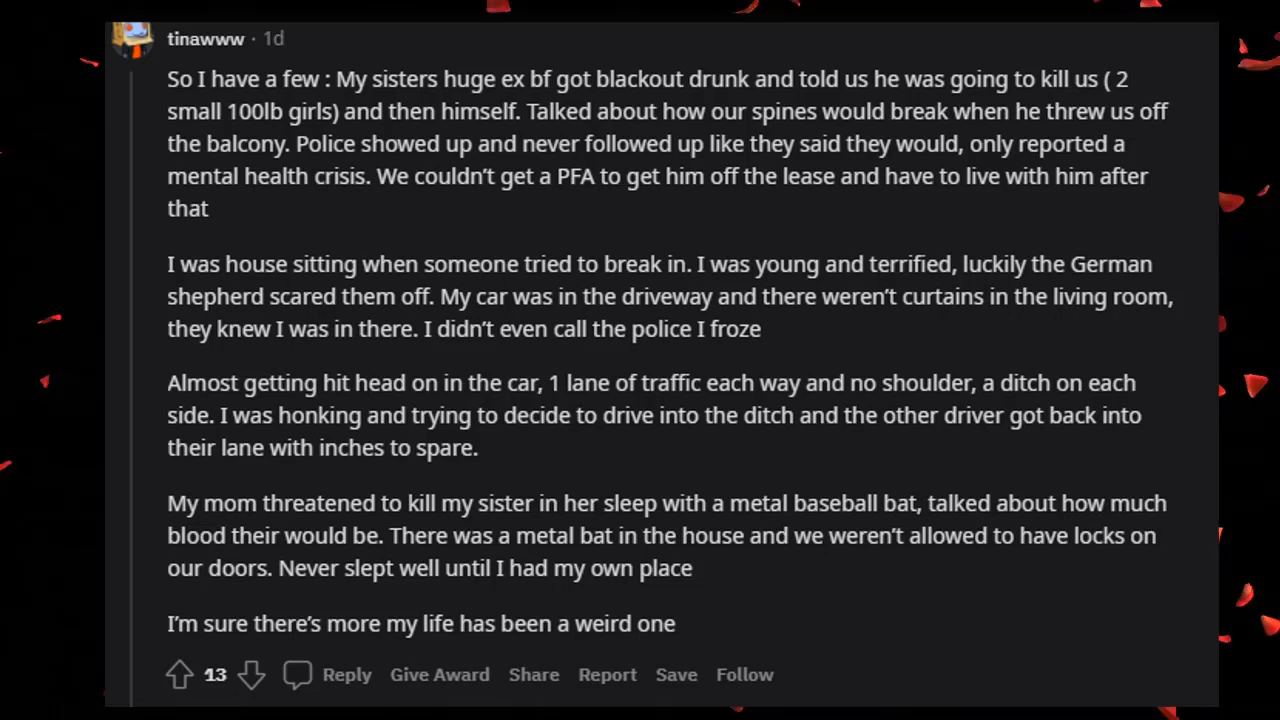 tinawww · 1d
So I have a few : My sisters huge ex bf got blackout drunk and told us he was going to kill us ( 2
small 100lb girls) and then himself. Talked about how our spines would break when he threw us off
the balcony. Police showed up and never followed up like they said they would, only reported a
mental health crisis. We couldn't get a PFA to get him off the lease and have to live with him after
that
I was house sitting when someone tried to break in. I was young and terrified, luckily the German
shepherd scared them off. My car was in the driveway and there weren't curtains in the living room,
they knew I was in there. I didn't even call the police I froze
Almost getting hit head on in the car, 1 lane of traffic each way and no shoulder, a ditch on each
side. I was honking and trying to decide to drive into the ditch and the other driver got back into
their lane with inches to spare.
My mom threatened to kill my sister in her sleep with a metal baseball bat, talked about how much
blood their would be. There was a metal bat in the house and we weren't allowed to have locks on
our doors. Never slept well until I had my own place
I'm sure there's more my life has been a weird one
13 Reply Give Award Share Report Save Follow